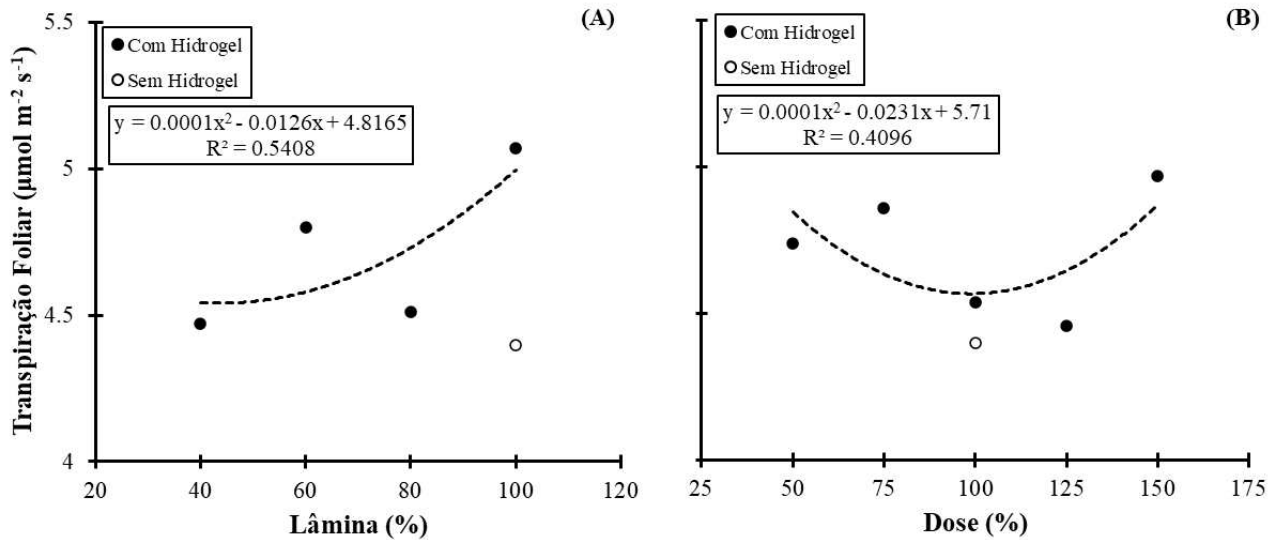 (A)
Com Hidrogel
Sem Hidrogel
y = 0.0001x² - 0.0126x + 4.8165
R² = 0.5408
Transpiração Foliar (µmol m⁻² s⁻¹)
5.5
5
4.5
4
20 40 60 80 100 120
Lâmina (%)
(B)
Com Hidrogel
Sem Hidrogel
y = 0.0001x² - 0.0231x + 5.71
R² = 0.4096
25 50 75 100 125 150 175
Dose (%)